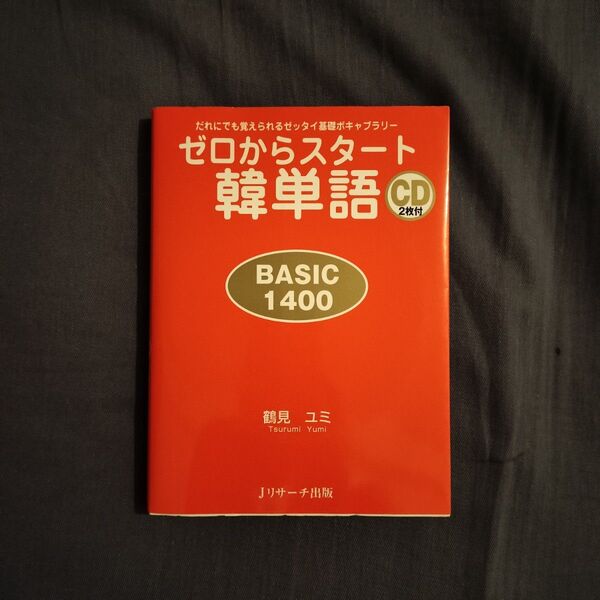 だれにでも覚えられるゼッタイ基礎ボキャブラリー
ゼロからスタート
韓単語
CD
2枚付
BASIC
1400
鶴見 ユミ
Tsurumi Yumi
Jリサーチ出版